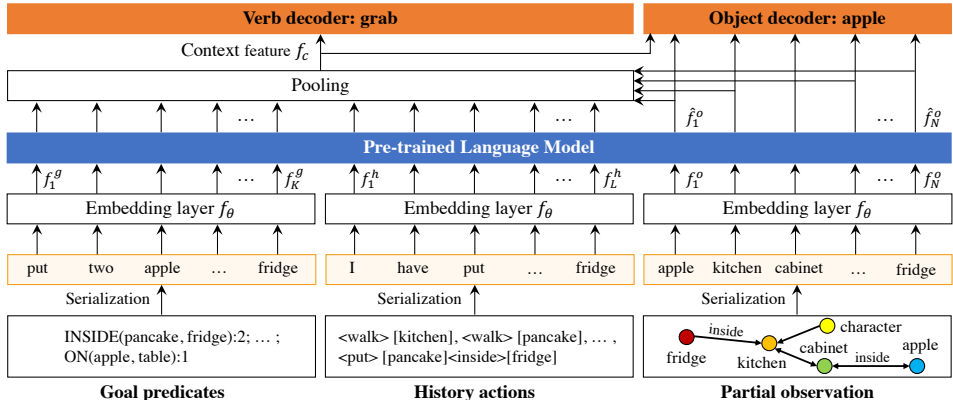 Verb decoder: grab
Object decoder: apple
Context feature f_c
Pooling
... ... f̂_1^o ... f̂_N^o
Pre-trained Language Model
f_1^g ... f_K^g f_1^h ... f_L^h f_1^o ... f_N^o
Embedding layer f_θ
Embedding layer f_θ
Embedding layer f_θ
put two apple ... fridge
I have put ... fridge
apple kitchen cabinet ... fridge
Serialization
Serialization
Serialization
INSIDE(pancake, fridge):2; ... ;
ON(apple, table):1
<walk> [kitchen], <walk> [pancake], ... ,
<put> [pancake]<inside>[fridge]
inside
fridge
kitchen
character
cabinet
inside
apple
Goal predicates
History actions
Partial observation